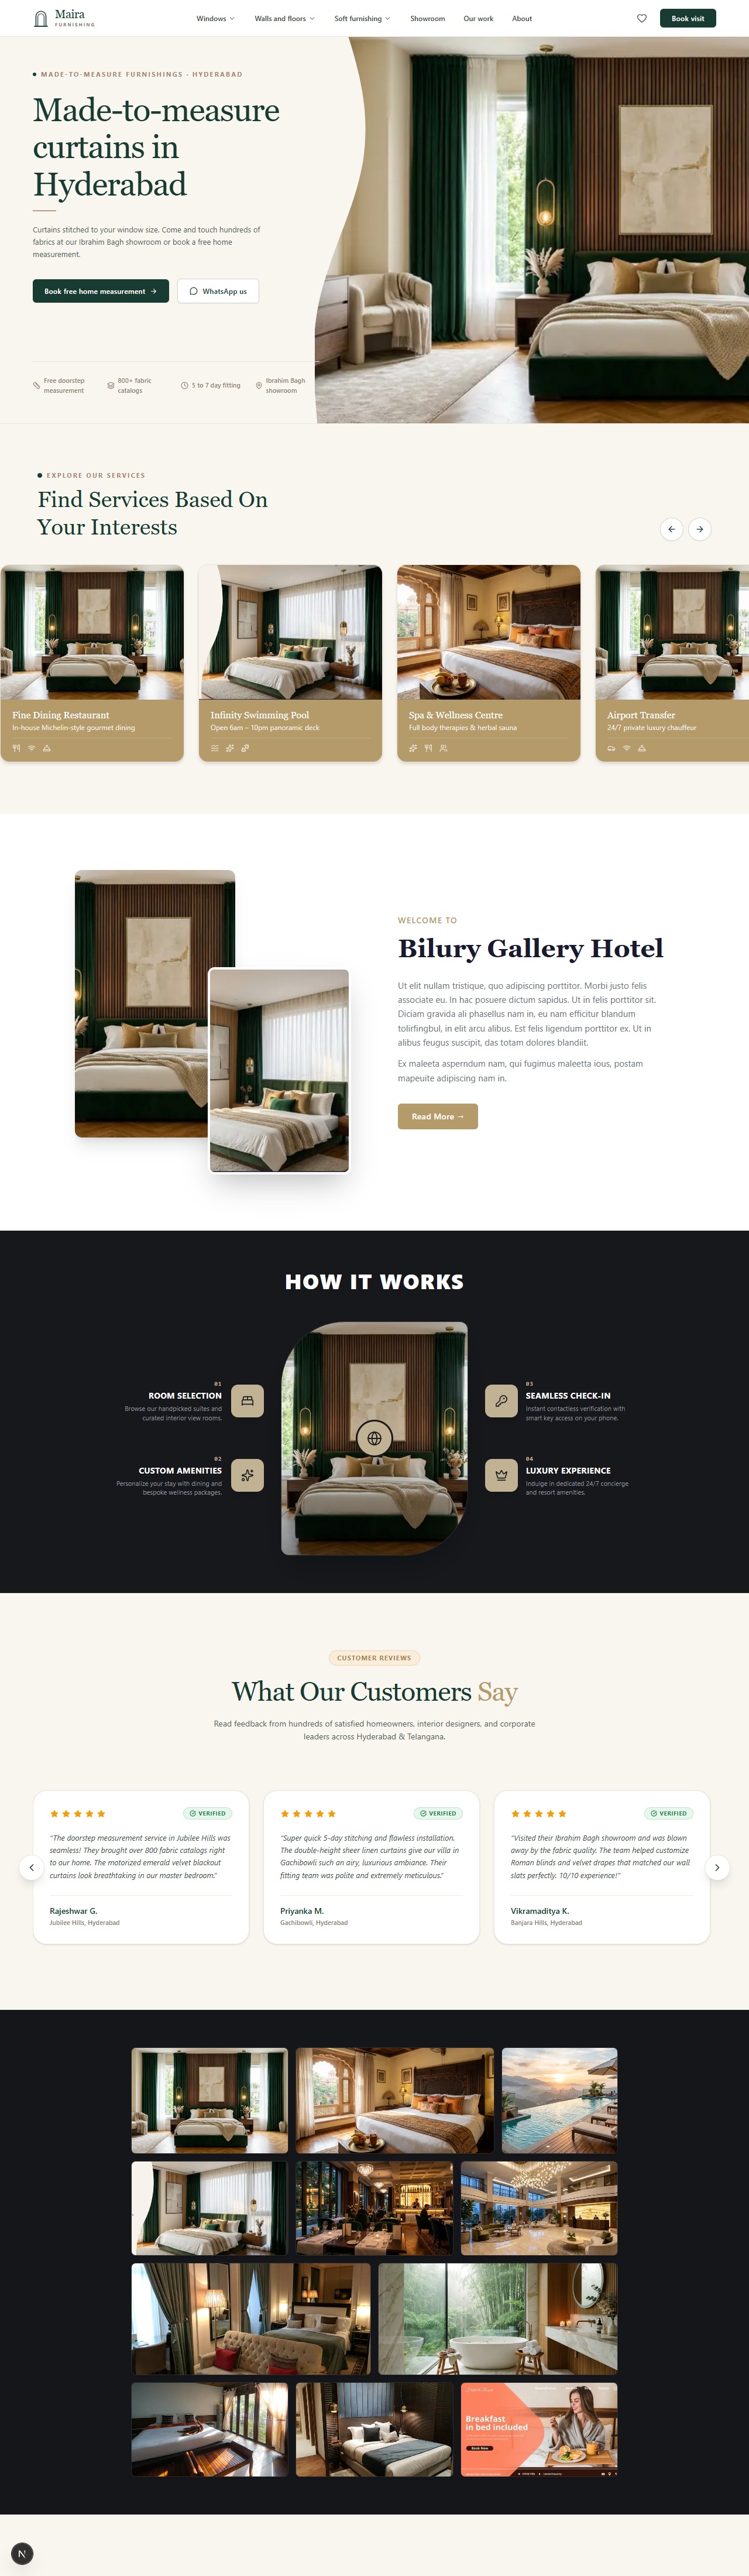 Maira
FURNISHING
Windows
Walls and floors
Soft furnishing
Showroom
Our work
About
Book visit
MADE-TO-MEASURE FURNISHINGS · HYDERABAD
Made-to-measure
curtains in
Hyderabad
Curtains stitched to your window size. Come and touch hundreds of
fabrics at our Ibrahim Bagh showroom or book a free home
measurement.
Book free home measurement →
WhatsApp us
Free doorstep
measurement
800+ fabric
catalogs
5 to 7 day fitting
Ibrahim Bagh
showroom
EXPLORE OUR SERVICES
Find Services Based On
Your Interests
Fine Dining Restaurant
In-house Michelin-style gourmet dining
Infinity Swimming Pool
Open 6am – 10pm panoramic deck
Spa & Wellness Centre
Full body therapies & herbal sauna
Airport Transfer
24/7 private luxury chauffeur
WELCOME TO
Bilury Gallery Hotel
Ut elit nullam tristique, quo adipiscing porttitor. Morbi justo felis
associate eu. In hac posuere dictum sapidus. Ut in felis porttitor sit.
Diciam gravida ali phasellus nam in, eu nam efficitur blandum
tolirfingbul, in elit arcu alibus. Est felis ligendum porttitor ex. Ut in
alibus feugus suscipit, das totam dolores blandiit.
Ex maleeta asperndum nam, qui fugimus maleetta ious, postam
mapeuite adipiscing nam in.
Read More →
HOW IT WORKS
01
ROOM SELECTION
Browse our handpicked suites and
curated interior view rooms.
02
CUSTOM AMENITIES
Personalize your stay with dining and
bespoke wellness packages.
03
SEAMLESS CHECK-IN
Instant contactless verification with
smart key access on your phone.
04
LUXURY EXPERIENCE
Indulge in dedicated 24/7 concierge
and resort amenities.
CUSTOMER REVIEWS
What Our Customers Say
Read feedback from hundreds of satisfied homeowners, interior designers, and corporate
leaders across Hyderabad & Telangana.
VERIFIED
"The doorstep measurement service in Jubilee Hills was
seamless! They brought over 800 fabric catalogs right
to our home. The motorized emerald velvet blackout
curtains look breathtaking in our master bedroom."
Rajeshwar G.
Jubilee Hills, Hyderabad
VERIFIED
"Super quick 5-day stitching and flawless installation.
The double-height sheer linen curtains give our villa in
Gachibowli such an airy, luxurious ambiance. Their
fitting team was polite and extremely meticulous."
Priyanka M.
Gachibowli, Hyderabad
VERIFIED
"Visited their Ibrahim Bagh showroom and was blown
away by the fabric quality. The team helped customize
Roman blinds and velvet drapes that matched our wall
slats perfectly. 10/10 experience!"
Vikramaditya K.
Banjara Hills, Hyderabad
Breakfast
in bed included
Book Now
N